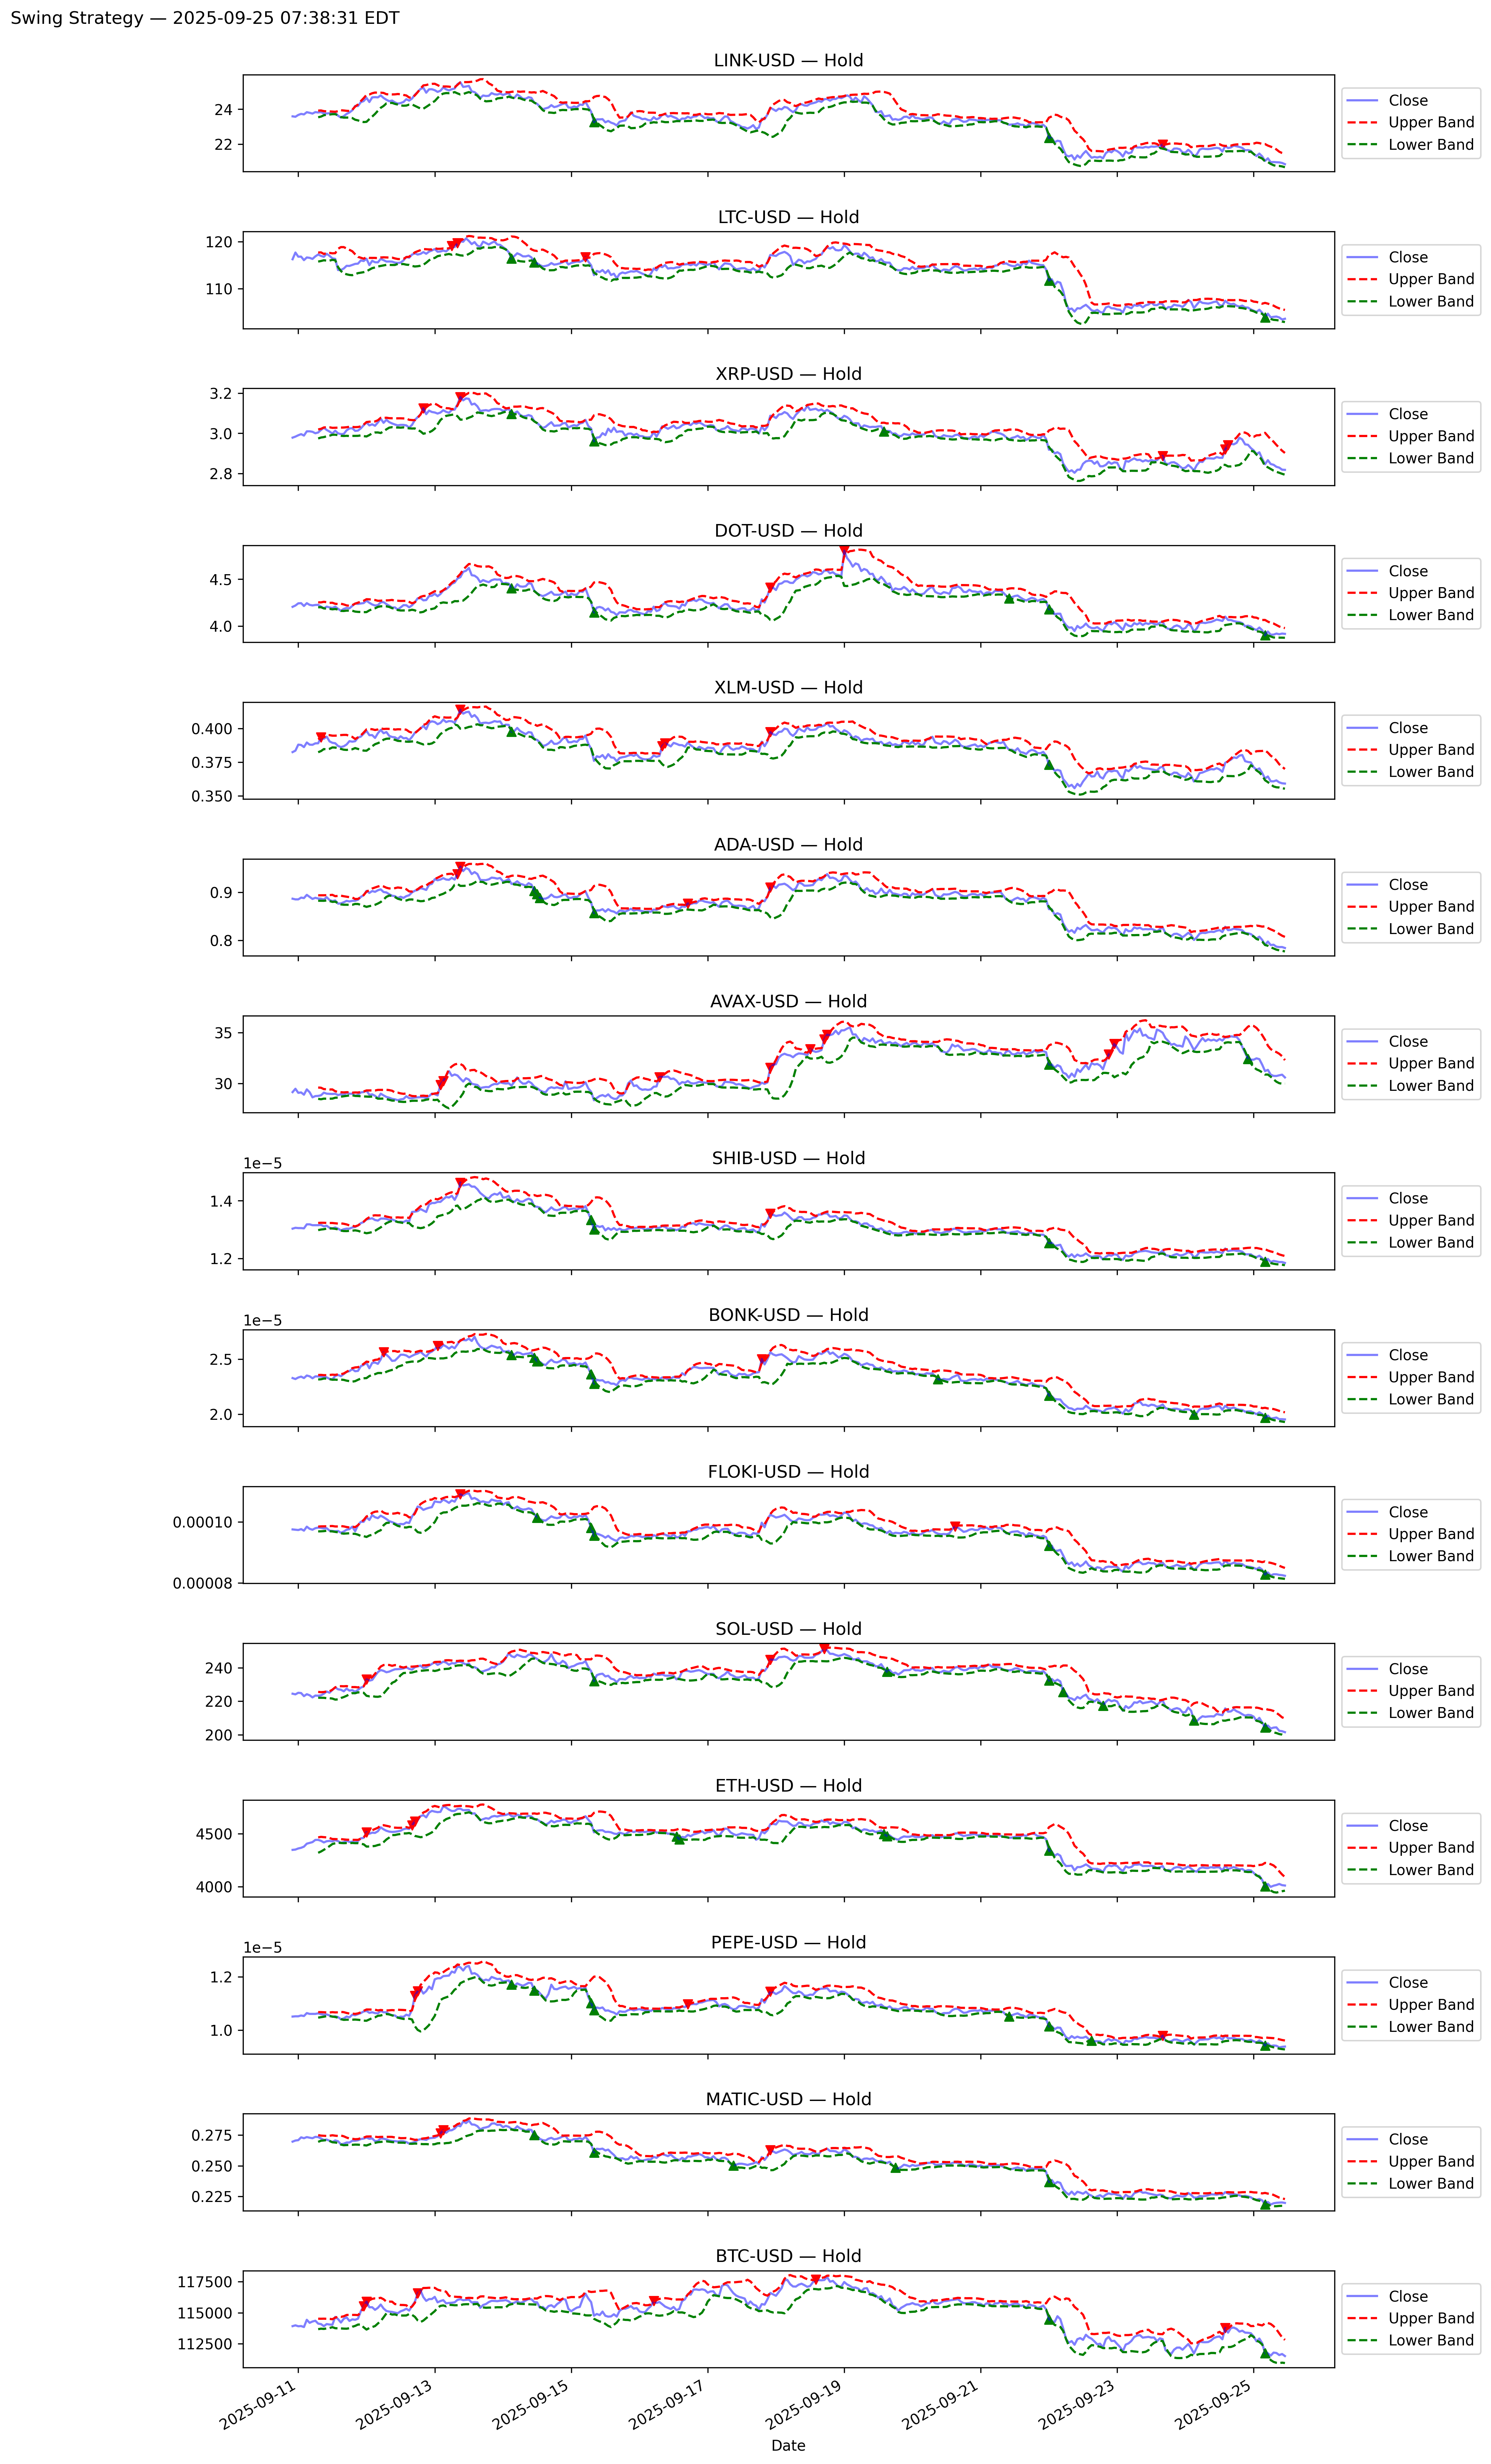 Swing Strategy — 2025-09-25 07:38:31 EDT
LINK-USD — Hold
24
22
Close
Upper Band
Lower Band
LTC-USD — Hold
120
110
Close
Upper Band
Lower Band
XRP-USD — Hold
3.2
3.0
2.8
Close
Upper Band
Lower Band
DOT-USD — Hold
4.5
4.0
Close
Upper Band
Lower Band
XLM-USD — Hold
0.400
0.375
0.350
Close
Upper Band
Lower Band
ADA-USD — Hold
0.9
0.8
Close
Upper Band
Lower Band
AVAX-USD — Hold
35
30
Close
Upper Band
Lower Band
SHIB-USD — Hold
1e−5
1.4
1.2
Close
Upper Band
Lower Band
BONK-USD — Hold
1e−5
2.5
2.0
Close
Upper Band
Lower Band
FLOKI-USD — Hold
0.00010
0.00008
Close
Upper Band
Lower Band
SOL-USD — Hold
240
220
200
Close
Upper Band
Lower Band
ETH-USD — Hold
4500
4000
Close
Upper Band
Lower Band
PEPE-USD — Hold
1e−5
1.2
1.0
Close
Upper Band
Lower Band
MATIC-USD — Hold
0.275
0.250
0.225
Close
Upper Band
Lower Band
BTC-USD — Hold
117500
115000
112500
Close
Upper Band
Lower Band
2025-09-11
2025-09-13
2025-09-15
2025-09-17
2025-09-19
2025-09-21
2025-09-23
2025-09-25
Date